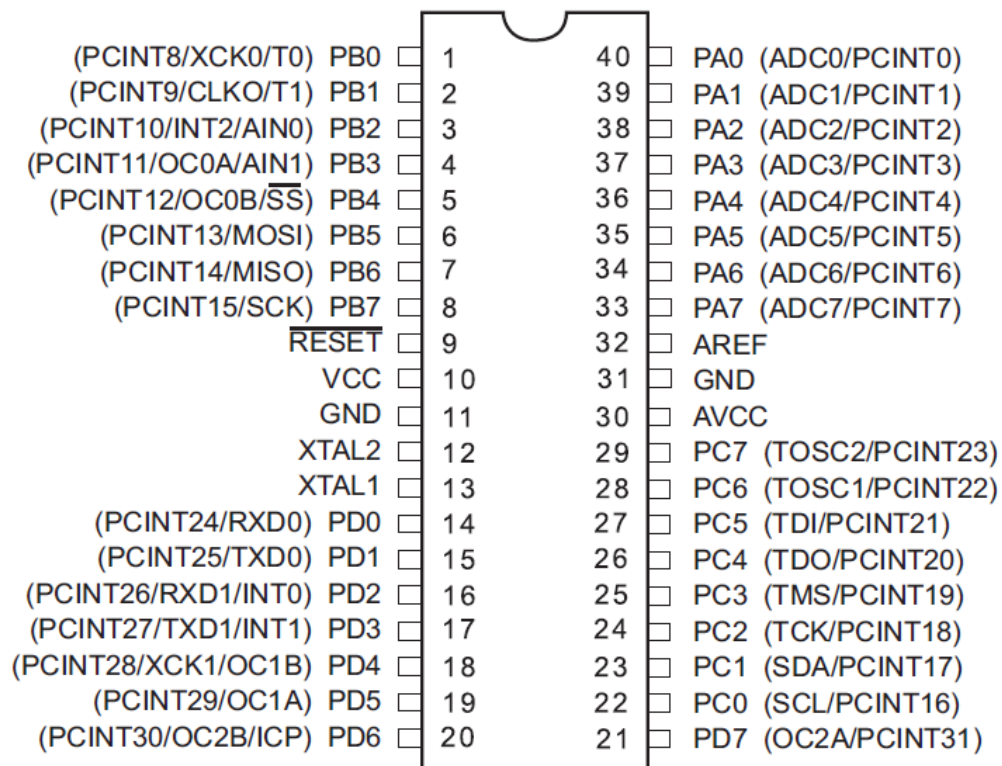 (PCINT8/XCK0/T0) PB0 1 40 PA0 (ADC0/PCINT0)
(PCINT9/CLKO/T1) PB1 2 39 PA1 (ADC1/PCINT1)
(PCINT10/INT2/AIN0) PB2 3 38 PA2 (ADC2/PCINT2)
(PCINT11/OC0A/AIN1) PB3 4 37 PA3 (ADC3/PCINT3)
(PCINT12/OC0B/S̅S̅) PB4 5 36 PA4 (ADC4/PCINT4)
(PCINT13/MOSI) PB5 6 35 PA5 (ADC5/PCINT5)
(PCINT14/MISO) PB6 7 34 PA6 (ADC6/PCINT6)
(PCINT15/SCK) PB7 8 33 PA7 (ADC7/PCINT7)
R̅E̅S̅E̅T̅ 9 32 AREF
VCC 10 31 GND
GND 11 30 AVCC
XTAL2 12 29 PC7 (TOSC2/PCINT23)
XTAL1 13 28 PC6 (TOSC1/PCINT22)
(PCINT24/RXD0) PD0 14 27 PC5 (TDI/PCINT21)
(PCINT25/TXD0) PD1 15 26 PC4 (TDO/PCINT20)
(PCINT26/RXD1/INT0) PD2 16 25 PC3 (TMS/PCINT19)
(PCINT27/TXD1/INT1) PD3 17 24 PC2 (TCK/PCINT18)
(PCINT28/XCK1/OC1B) PD4 18 23 PC1 (SDA/PCINT17)
(PCINT29/OC1A) PD5 19 22 PC0 (SCL/PCINT16)
(PCINT30/OC2B/ICP) PD6 20 21 PD7 (OC2A/PCINT31)